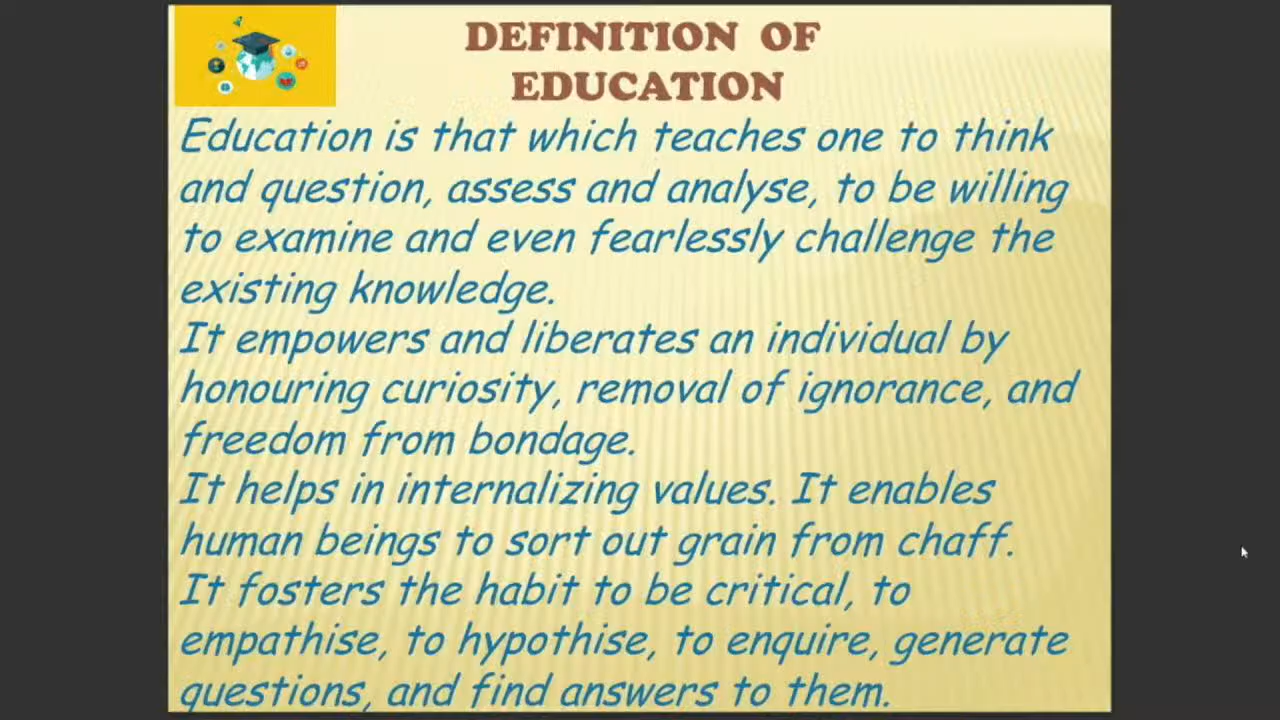 DEFINITION OF
EDUCATION
Education is that which teaches one to think
and question, assess and analyse, to be willing
to examine and even fearlessly challenge the
existing knowledge.
It empowers and liberates an individual by
honouring curiosity, removal of ignorance, and
freedom from bondage.
It helps in internalizing values. It enables
human beings to sort out grain from chaff.
It fosters the habit to be critical, to
empathise, to hypothise, to enquire, generate
questions, and find answers to them.